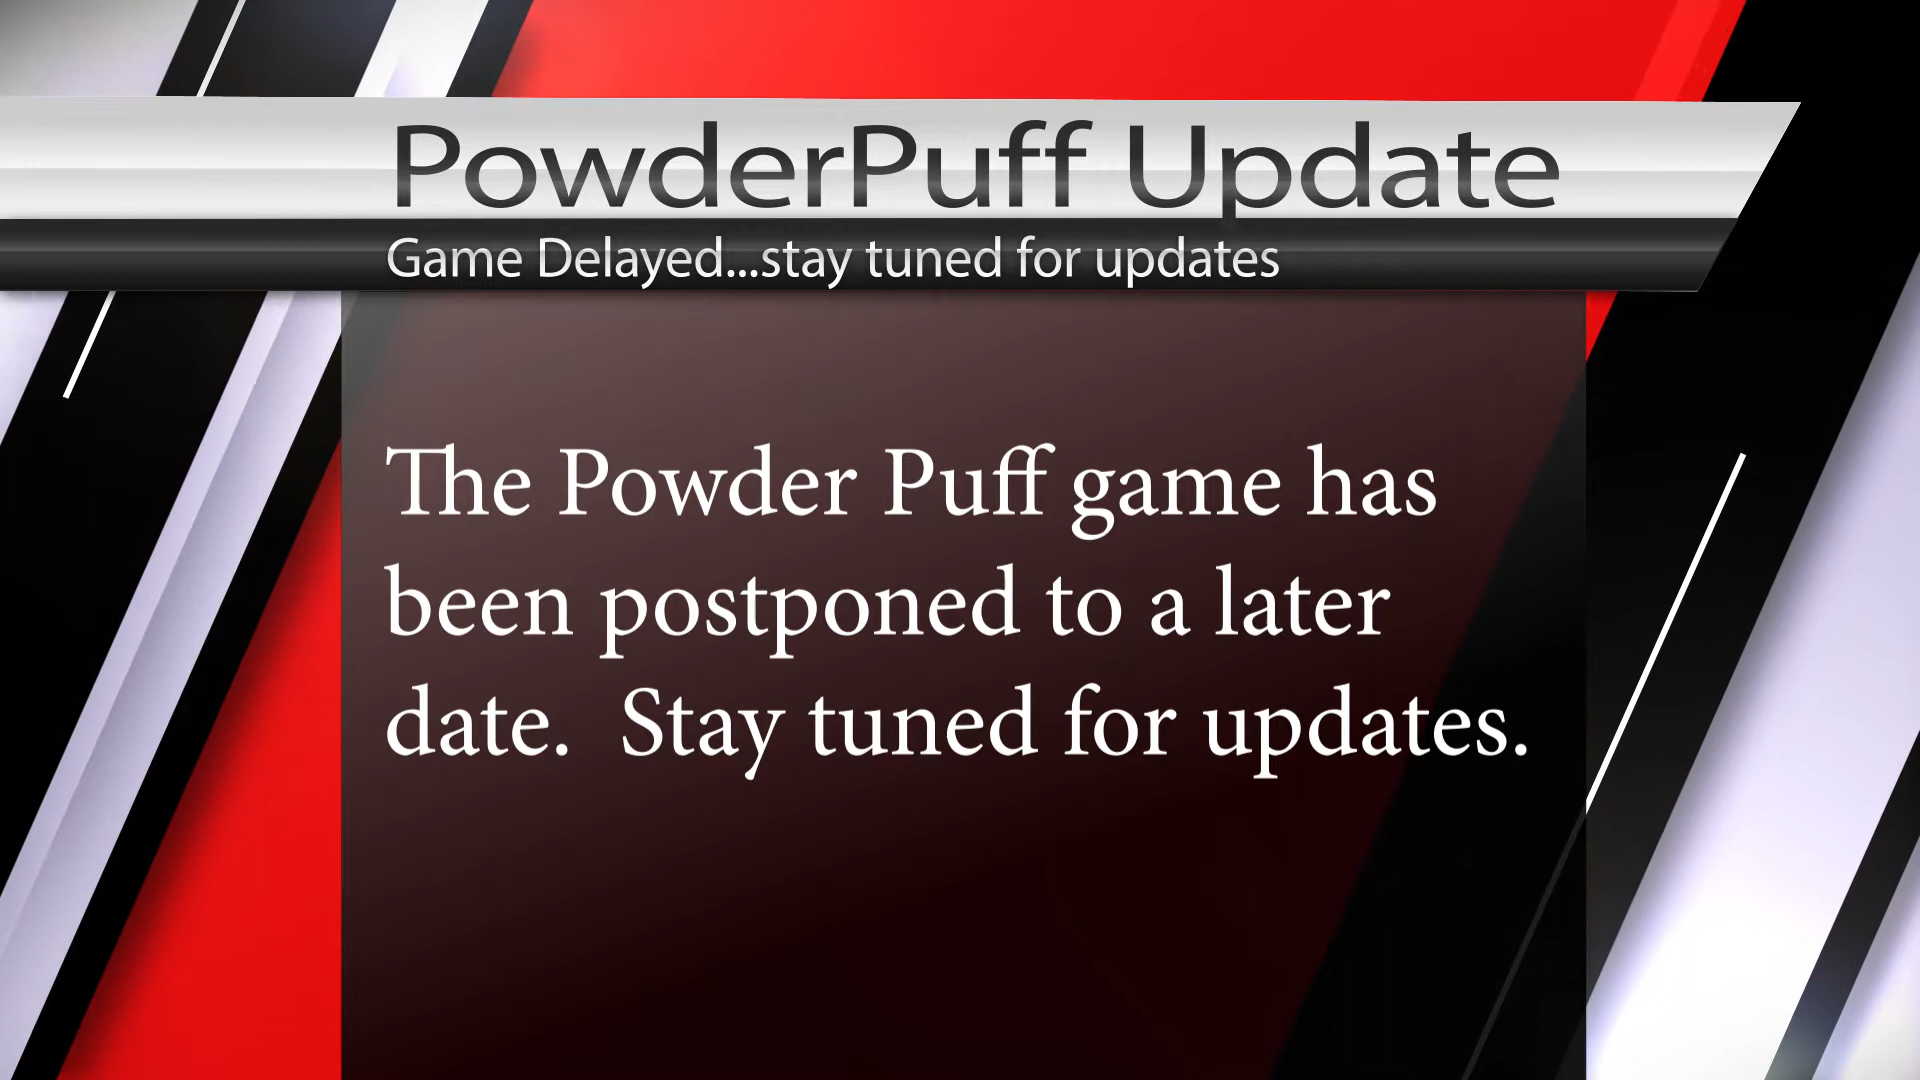 PowderPuff Update
Game Delayed...stay tuned for updates
The Powder Puff game has
been postponed to a later
date.  Stay tuned for updates.